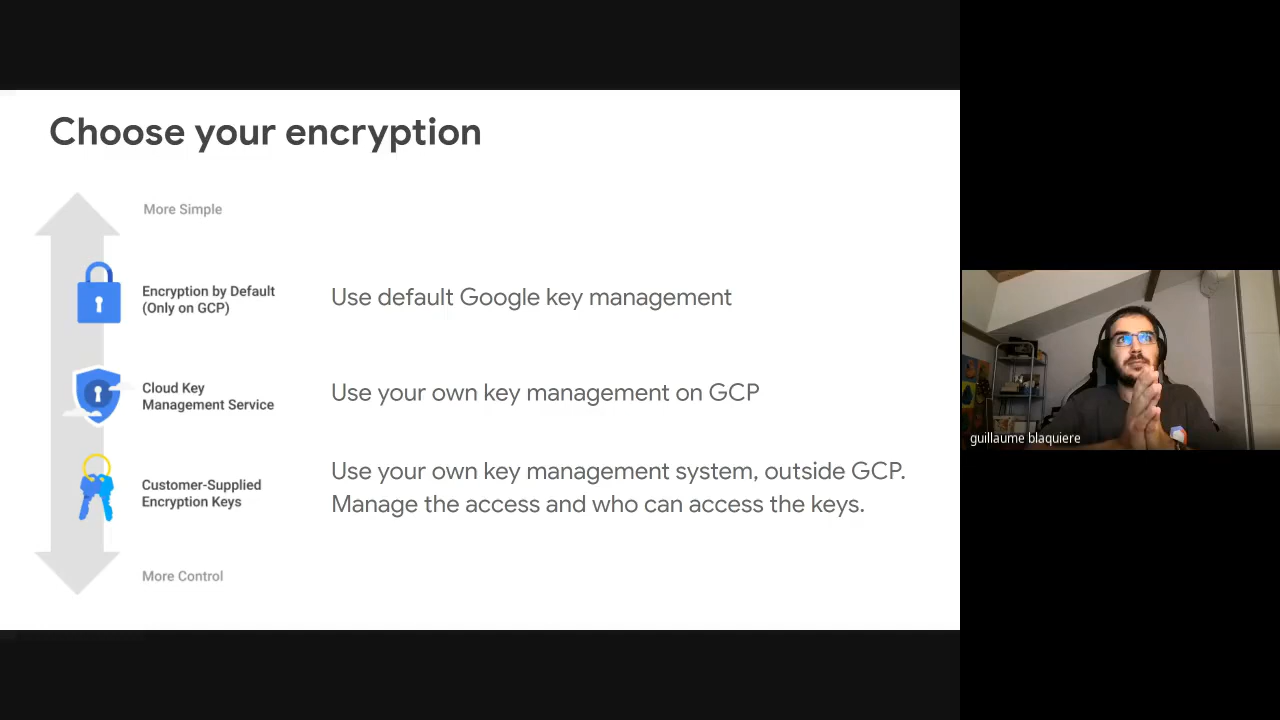 Choose your encryption
More Simple
Encryption by Default
(Only on GCP)
Use default Google key management
Cloud Key
Management Service
Use your own key management on GCP
Customer-Supplied
Encryption Keys
Use your own key management system, outside GCP.
Manage the access and who can access the keys.
More Control
guillaume blaquiere